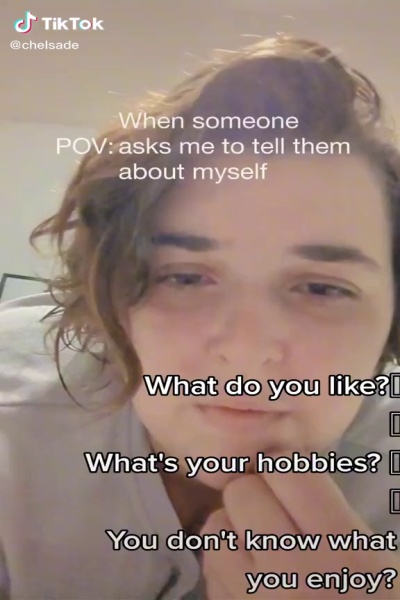 TikTok
@chelsade
When someone
POV: asks me to tell them
about myself
What do you like?
What's your hobbies?
You don't know what
you enjoy?